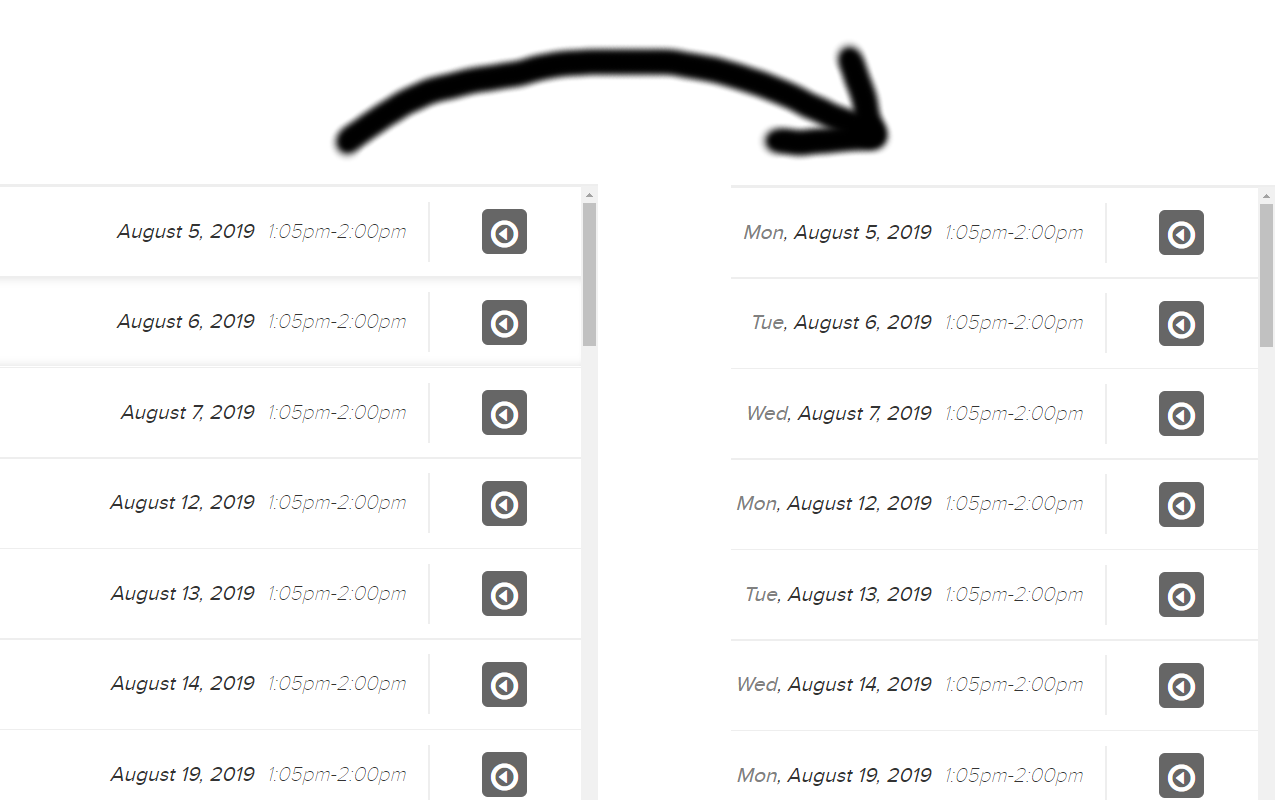 August 5, 2019 1:05pm-2:00pm
August 6, 2019 1:05pm-2:00pm
August 7, 2019 1:05pm-2:00pm
August 12, 2019 1:05pm-2:00pm
August 13, 2019 1:05pm-2:00pm
August 14, 2019 1:05pm-2:00pm
August 19, 2019 1:05pm-2:00pm
Mon, August 5, 2019 1:05pm-2:00pm
Tue, August 6, 2019 1:05pm-2:00pm
Wed, August 7, 2019 1:05pm-2:00pm
Mon, August 12, 2019 1:05pm-2:00pm
Tue, August 13, 2019 1:05pm-2:00pm
Wed, August 14, 2019 1:05pm-2:00pm
Mon, August 19, 2019 1:05pm-2:00pm